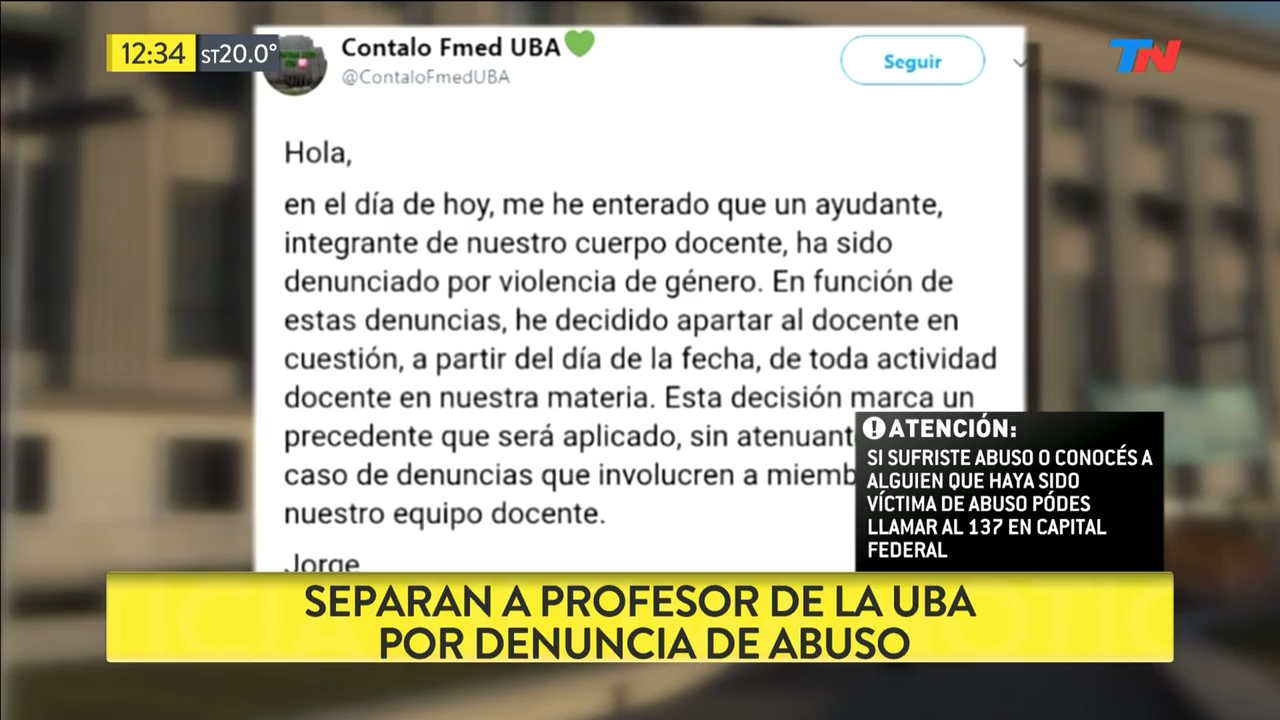 12:34 ST20.0°
TN
Contalo Fmed UBA
@ContaloFmedUBA
Seguir
Hola,
en el día de hoy, me he enterado que un ayudante,
integrante de nuestro cuerpo docente, ha sido
denunciado por violencia de género. En función de
estas denuncias, he decidido apartar al docente en
cuestión, a partir del día de la fecha, de toda actividad
docente en nuestra materia. Esta decisión marca un
precedente que será aplicado, sin atenuant
caso de denuncias que involucren a miemb
nuestro equipo docente.
Jorge
ATENCIÓN:
SI SUFRISTE ABUSO O CONOCÉS A
ALGUIEN QUE HAYA SIDO
VÍCTIMA DE ABUSO PÓDES
LLAMAR AL 137 EN CAPITAL
FEDERAL
SEPARAN A PROFESOR DE LA UBA
POR DENUNCIA DE ABUSO